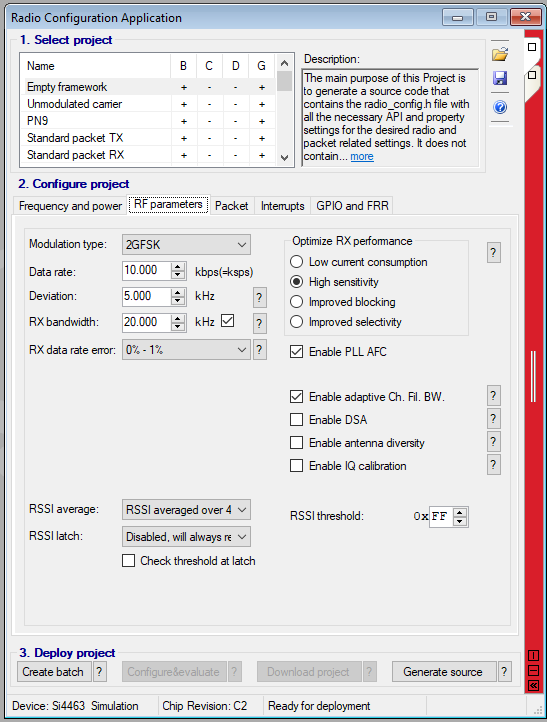 Radio Configuration Application
1. Select project
Name B C D G
Empty framework + - - +
Unmodulated carrier + - - +
PN9 + - - +
Standard packet TX + - - +
Standard packet RX + - - +
Description:
The main purpose of this Project is
to generate a source code that
contains the radio_config.h file with
all the necessary API and property
settings for the desired radio and
packet related settings. It does not
contain... more
2. Configure project
Frequency and power RF parameters Packet Interrupts GPIO and FRR
Modulation type: 2GFSK
Data rate: 10.000 kbps(=ksps)
Deviation: 5.000 kHz ?
RX bandwidth: 20.000 kHz ?
RX data rate error: 0% - 1% ?
Optimize RX perfomance ?
Low current consumption
High sensitivity
Improved blocking
Improved selectivity
Enable PLL AFC
Enable adaptive Ch. Fil. BW. ?
Enable DSA ?
Enable antenna diversity ?
Enable IQ calibration ?
RSSI average: RSSI averaged over 4
RSSI latch: Disabled, will always re
Check threshold at latch
RSSI threshold: 0x FF
3. Deploy project
Create batch ? Configure&evaluate ? Download project ? Generate source ?
Device: Si4463 Simulation Chip Revision: C2 Ready for deployment